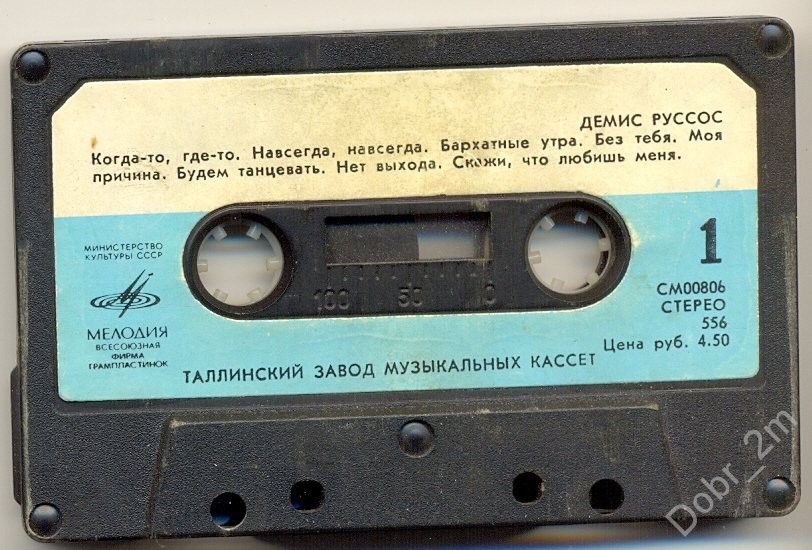 ДЕМИС РУССОС
Когда-то, где-то. Навсегда, навсегда. Бархатные утра. Без тебя. Моя
причина. Будем танцевать. Нет выхода. Скажи, что любишь меня.
МИНИСТЕРСТВО
КУЛЬТУРЫ СССР
МЕЛОДИЯ
ВСЕСОЮЗНАЯ
ФИРМА
ГРАМПЛАСТИНОК
100 50 0
1
СМ00806
СТЕРЕО
556
Цена руб. 4.50
ТАЛЛИНСКИЙ ЗАВОД МУЗЫКАЛЬНЫХ КАССЕТ
Dobr_2m